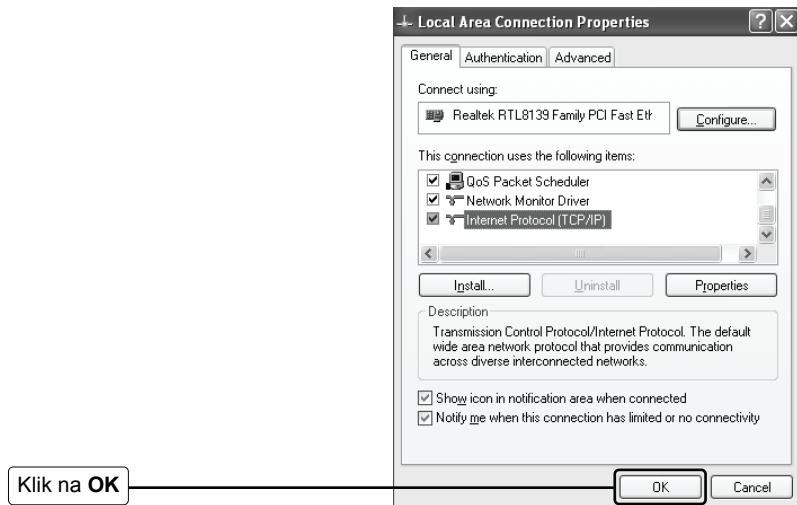 Local Area Connection Properties
General Authentication Advanced
Connect using:
Realtek RTL8139 Family PCI Fast Eth
Configure...
This connection uses the following items:
QoS Packet Scheduler
Network Monitor Driver
Internet Protocol (TCP/IP)
Install... Uninstall Properties
Description
Transmission Control Protocol/Internet Protocol. The default
wide area network protocol that provides communication
across diverse interconnected networks.
Show icon in notification area when connected
Notify me when this connection has limited or no connectivity
Klik na OK
OK Cancel